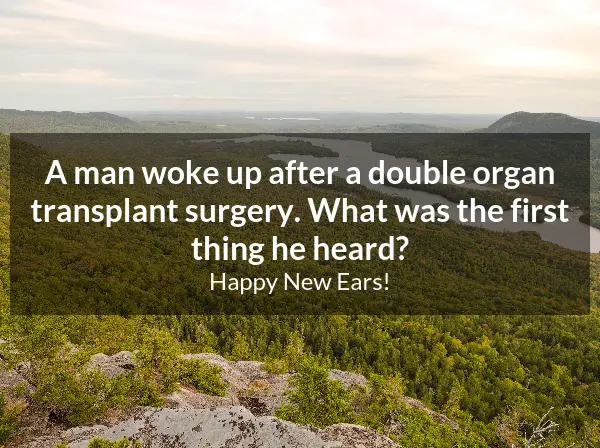 A man woke up after a double organ
transplant surgery. What was the first
thing he heard?
Happy New Ears!